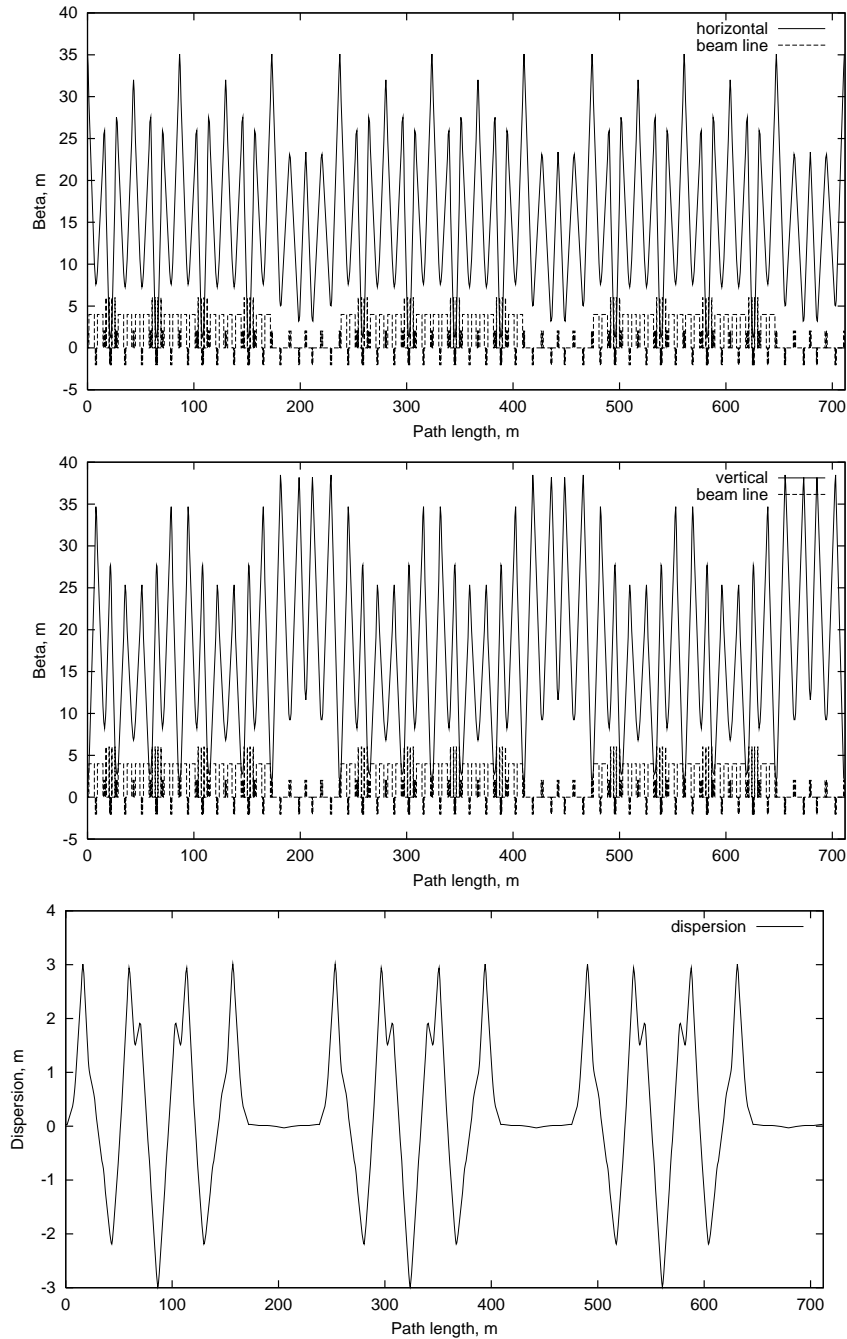 40
35
30
25
20
15
10
5
0
-5
Beta, m
horizontal
beam line
0 100 200 300 400 500 600 700
Path length, m
40
35
30
25
20
15
10
5
0
-5
Beta, m
vertical
beam line
0 100 200 300 400 500 600 700
Path length, m
4
3
2
1
0
-1
-2
-3
Dispersion, m
dispersion
0 100 200 300 400 500 600 700
Path length, m